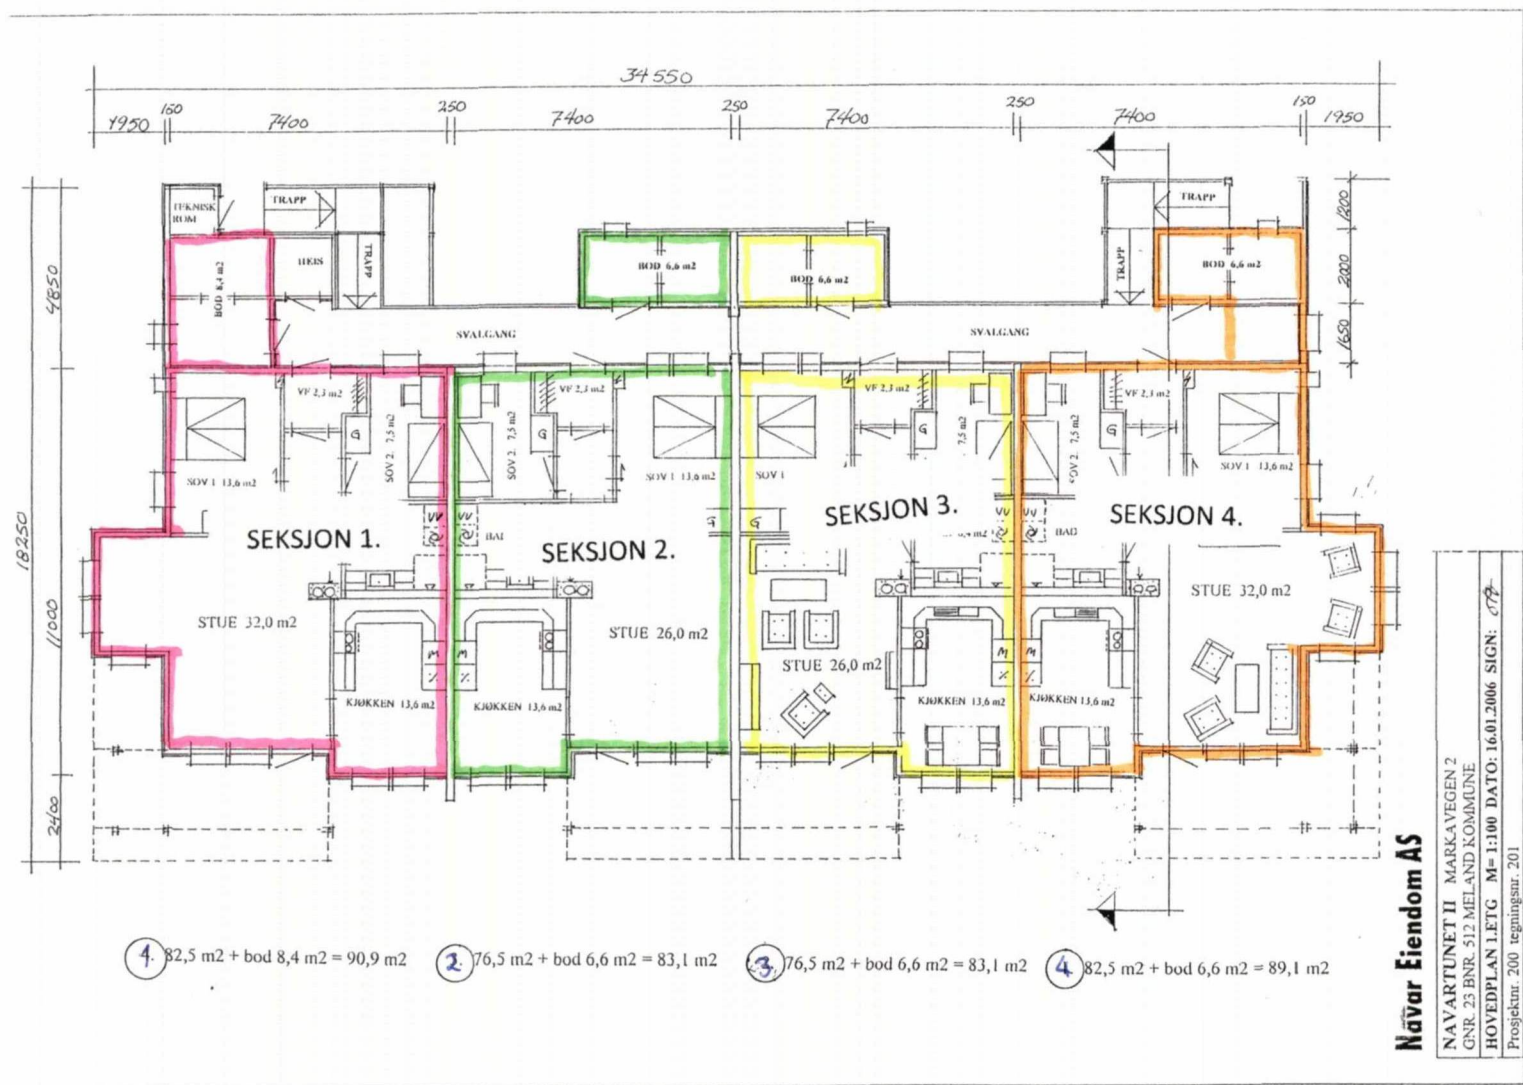 34550
1950
7400
250
7400
250
7400
250
7400
150
1950
TEKNISK
ROM
TRAPP
TRAPP
1200
4850
BOD 8,4 m2
HEIS
TRAPP
BOD 6,6 m2
BOD 6,6 m2
TRAPP
BOD 6,6 m2
2000
SVALGANG
SVALGANG
1650
VF 2,3 m2
VF 2,3 m2
VF 2,3 m2
VF 2,3 m2
G
G
G
G
SOV 2. 7,5 m2
SOV 2. 7,5 m2
7,5 m2
7,5 m2
SOV 1 13,6 m2
SOV 1 13,6 m2
SOV 1
SOV 1 13,6 m2
18250
SEKSJON 1.
VV
VV
SEKSJON 2.
G
SEKSJON 3.
VV
VV
BAD
SEKSJON 4.
11000
STUE 32,0 m2
STUE 26,0 m2
STUE 26,0 m2
STUE 32,0 m2
M
M
M
M
KJØKKEN 13,6 m2
KJØKKEN 13,6 m2
KJØKKEN 13,6 m2
KJØKKEN 13,6 m2
2400
1. 82,5 m2 + bod 8,4 m2 = 90,9 m2
2 76,5 m2 + bod 6,6 m2 = 83,1 m2
3 76,5 m2 + bod 6,6 m2 = 83,1 m2
4 82,5 m2 + bod 6,6 m2 = 89,1 m2
Navar Eiendom AS
NAVARTUNET II MARKAVEGEN 2
GNR. 23 BNR. 512 MELAND KOMMUNE
HOVEDPLAN 1.ETG M= 1:100 DATO: 16.01.2006 SIGN:
Prosjektnr. 200 tegningsnr. 201